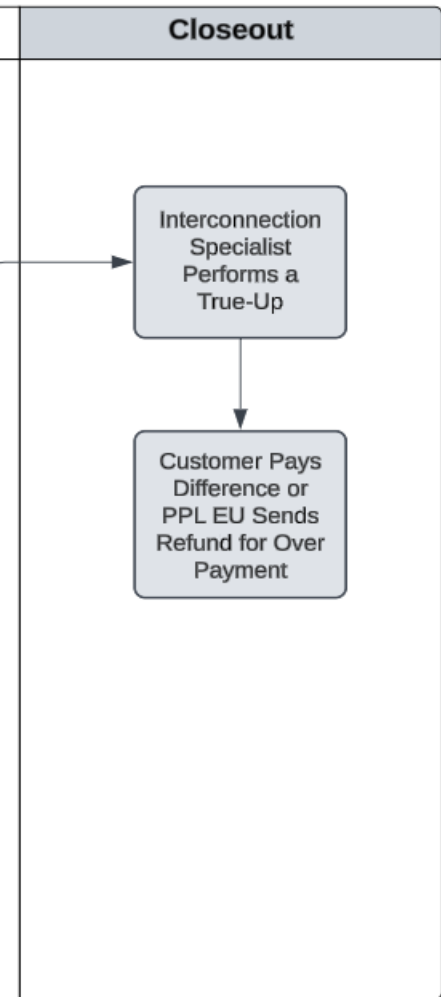 Closeout
Interconnection
Specialist
Performs a
True-Up
Customer Pays
Difference or
PPL EU Sends
Refund for Over
Payment